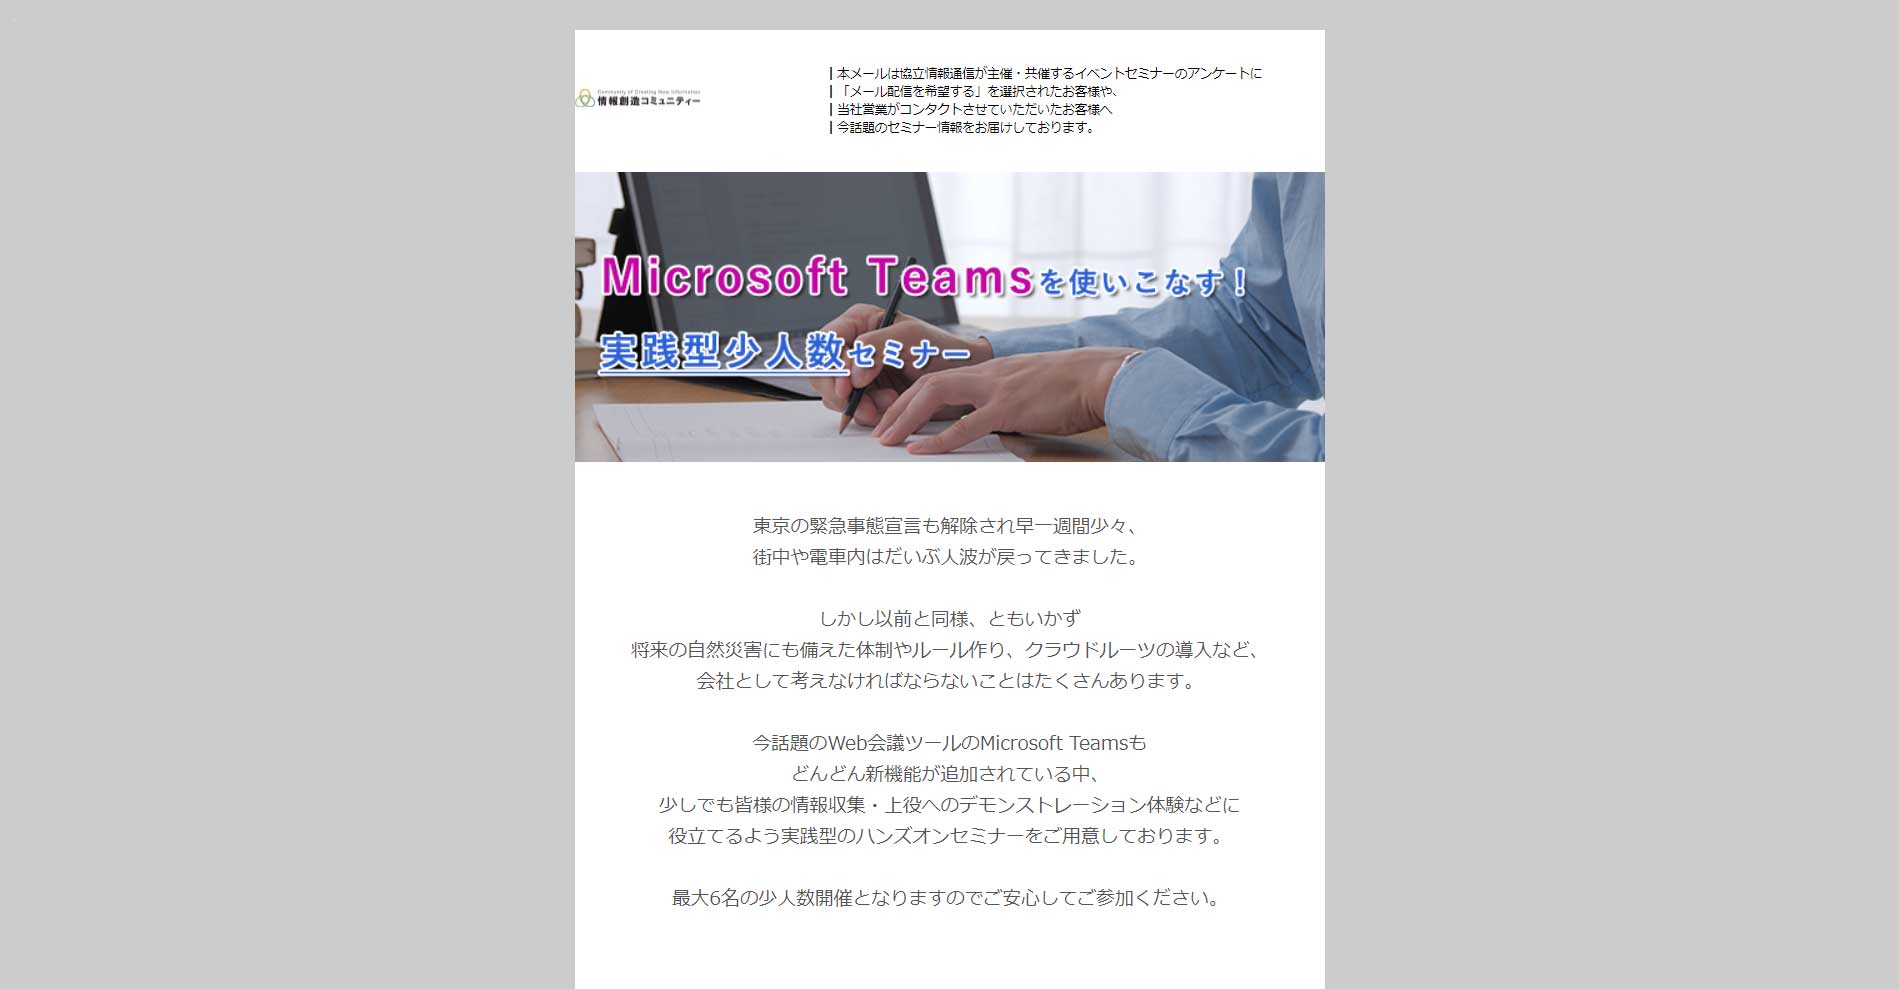 Community of Creating New Information
情報創造コミュニティー
┃本メールは協立情報通信が主催・共催するイベントセミナーのアンケートに
┃「メール配信を希望する」を選択されたお客様や、
┃当社営業がコンタクトさせていただいたお客様へ
┃今話題のセミナー情報をお届けしております。
Microsoft Teamsを使いこなす！
実践型少人数セミナー
東京の緊急事態宣言も解除され早一週間少々、
街中や電車内はだいぶ人波が戻ってきました。
しかし以前と同様、ともいかず
将来の自然災害にも備えた体制やルール作り、クラウドルーツの導入など、
会社として考えなければならないことはたくさんあります。
今話題のWeb会議ツールのMicrosoft Teamsも
どんどん新機能が追加されている中、
少しでも皆様の情報収集・上役へのデモンストレーション体験などに
役立てるよう実践型のハンズオンセミナーをご用意しております。
最大6名の少人数開催となりますのでご安心してご参加ください。